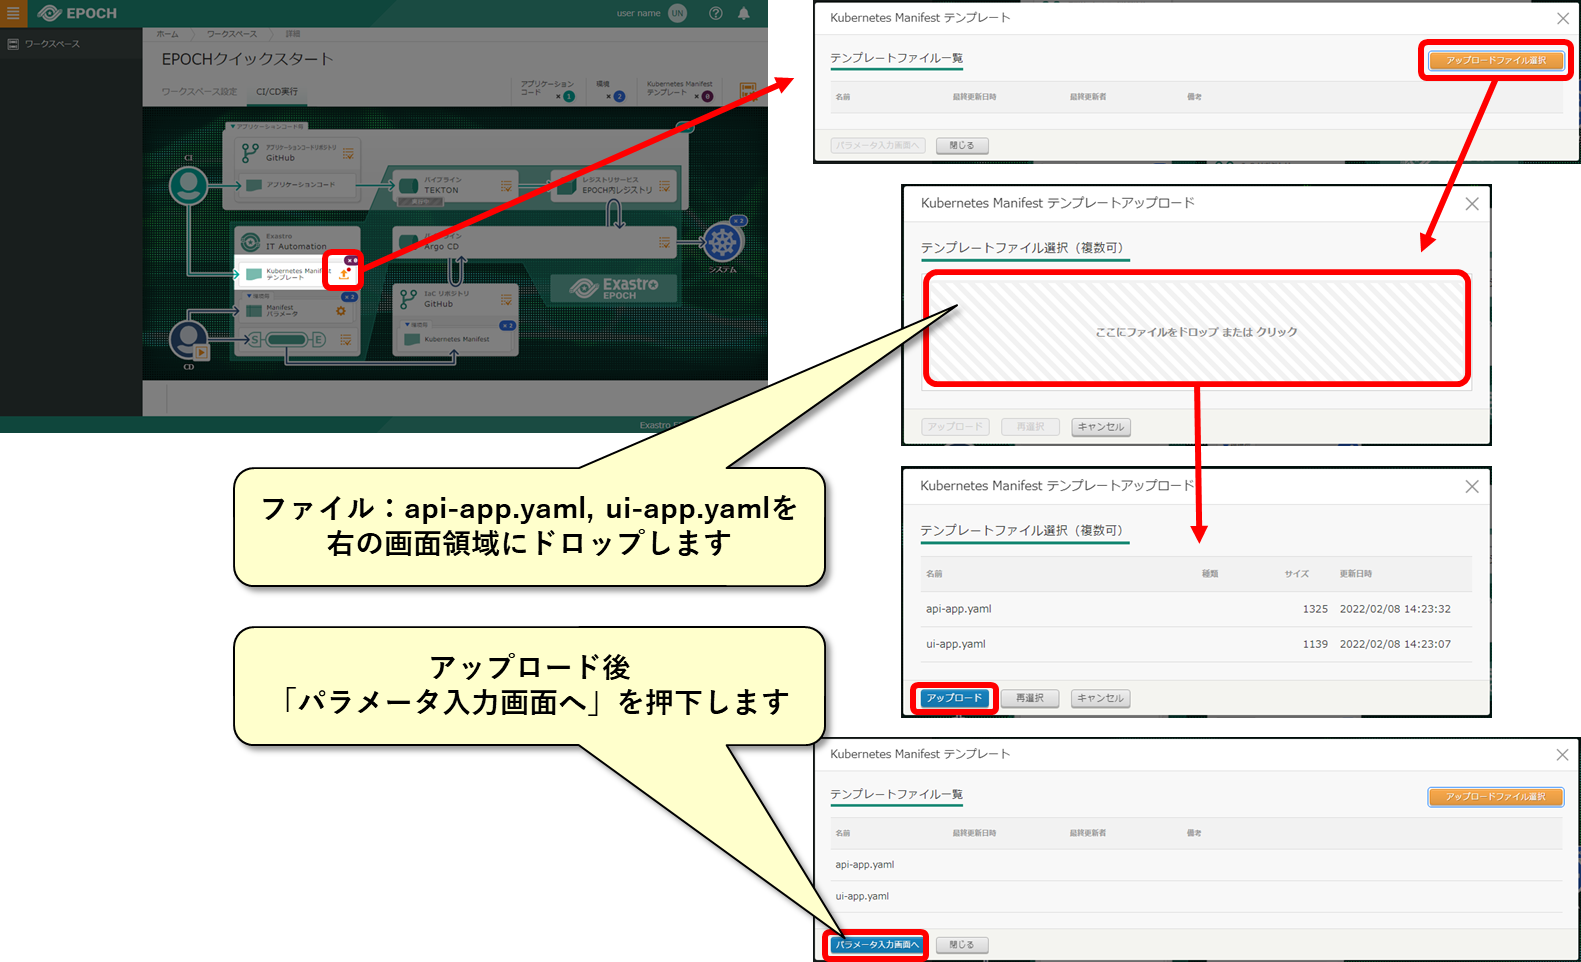 EPOCH
user name
UN
ワークスペース
ホーム
ワークスペース
詳細
EPOCHクイックスタート
ワークスペース設定
CI/CD実行
アプリケーション
コード × 1
環境
× 2
Kubernetes Manifest
テンプレート × 0
▼アプリケーションコード毎
CI
アプリケーションコードリポジトリ
GitHub
アプリケーションコード
パイプライン
TEKTON
レジストリサービス
EPOCH内レジストリ
Exastro
IT Automation
Argo CD
× 2
システム
× 0
Kubernetes Manif
テンプレート
▼環境毎
× 2
Manifest
パラメータ
S
E
CD
IaC リポジトリ
GitHub
▼環境毎
Kubernetes Manifest
Exastro
EPOCH
Exastro
Kubernetes Manifest テンプレート
テンプレートファイル一覧
アップロードファイル選択
名前
最終更新日時
最終更新者
備考
パラメータ入力画面へ
閉じる
Kubernetes Manifest テンプレートアップロード
テンプレートファイル選択（複数可）
ここにファイルをドロップ または クリック
アップロード
再選択
キャンセル
ファイル：api-app.yaml, ui-app.yamlを
右の画面領域にドロップします
Kubernetes Manifest テンプレートアップロード
テンプレートファイル選択（複数可）
名前
種類
サイズ
更新日時
api-app.yaml
1325
2022/02/08 14:23:32
ui-app.yaml
1139
2022/02/08 14:23:07
アップロード
再選択
キャンセル
アップロード後
「パラメータ入力画面へ」を押下します
Kubernetes Manifest テンプレート
テンプレートファイル一覧
アップロードファイル選択
名前
最終更新日時
最終更新者
備考
api-app.yaml
ui-app.yaml
パラメータ入力画面へ
閉じる